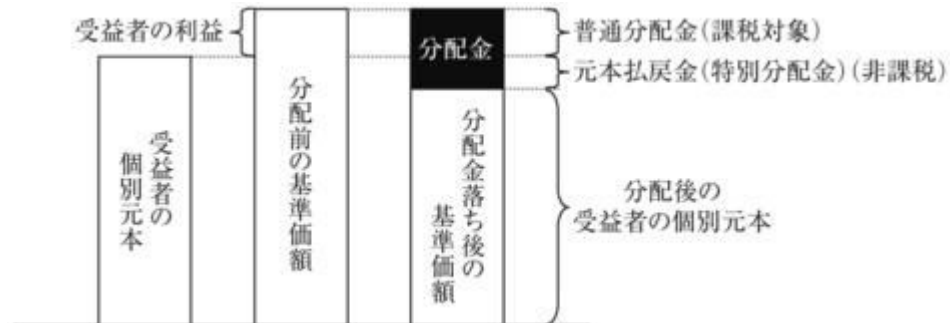 受益者の利益
分配金
普通分配金(課税対象)
元本払戻金(特別分配金)(非課税)
受益者の
個別元本
分配前の基準価額
分配金落ち後の
基準価額
分配後の
受益者の個別元本